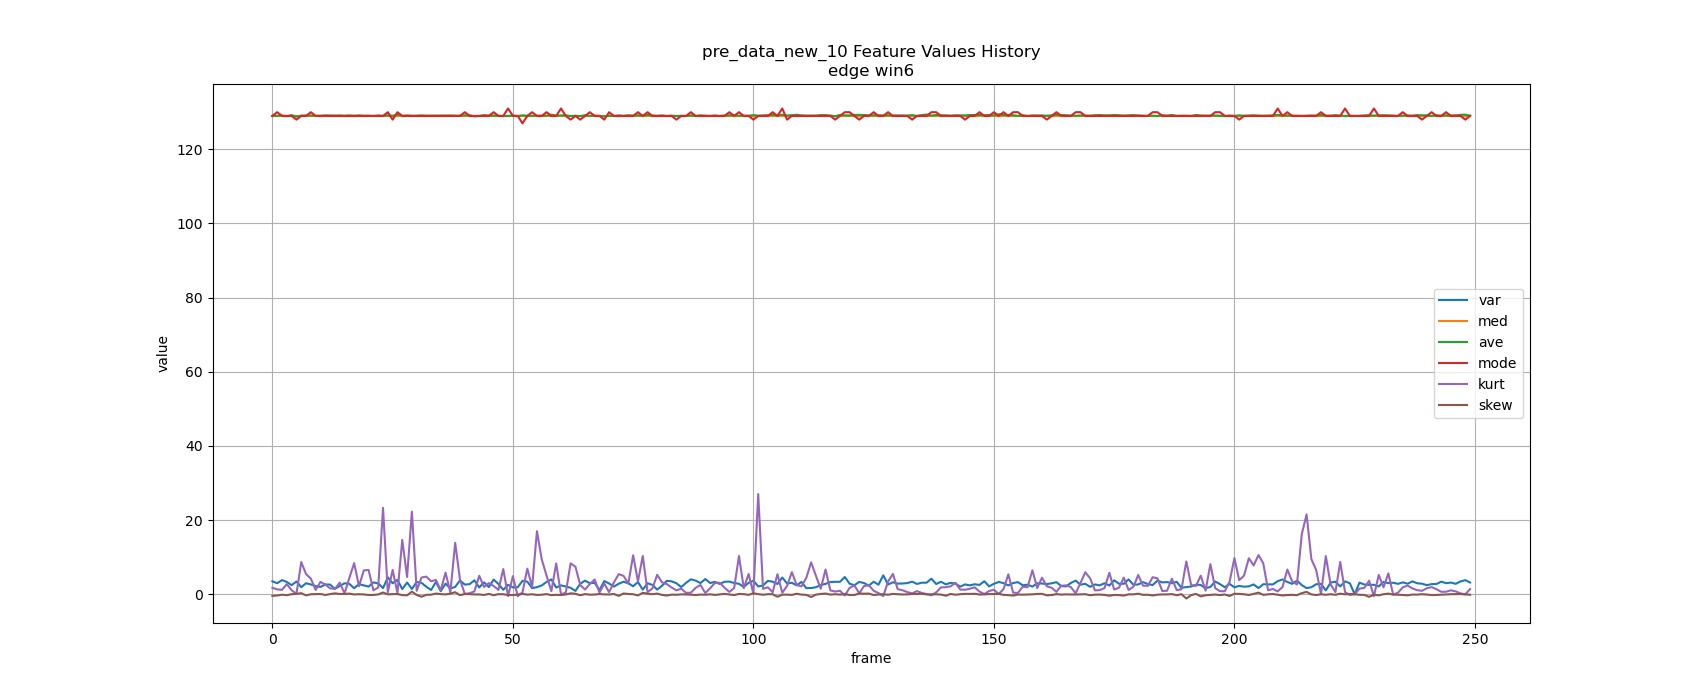 pre_data_new_10 Feature Values History
edge win6
120
100
80
60
40
20
0
value
0
50
100
150
200
250
frame
var
med
ave
mode
kurt
skew